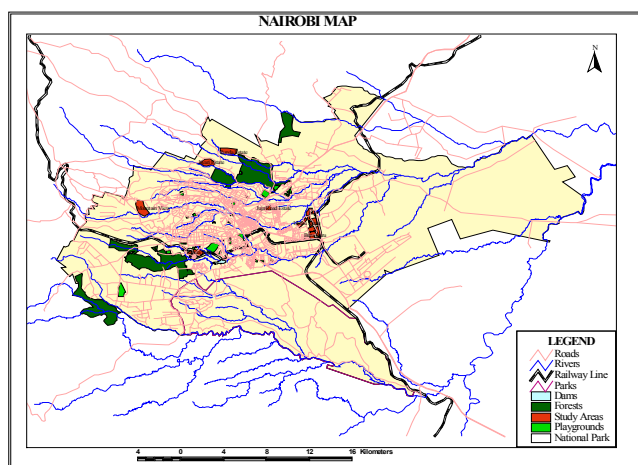 NAIROBI MAP
N
LEGEND
Roads
Rivers
Railway Line
Parks
Dams
Forests
Study Areas
Playgrounds
National Park
4 0 4 8 12 16 Kilometers